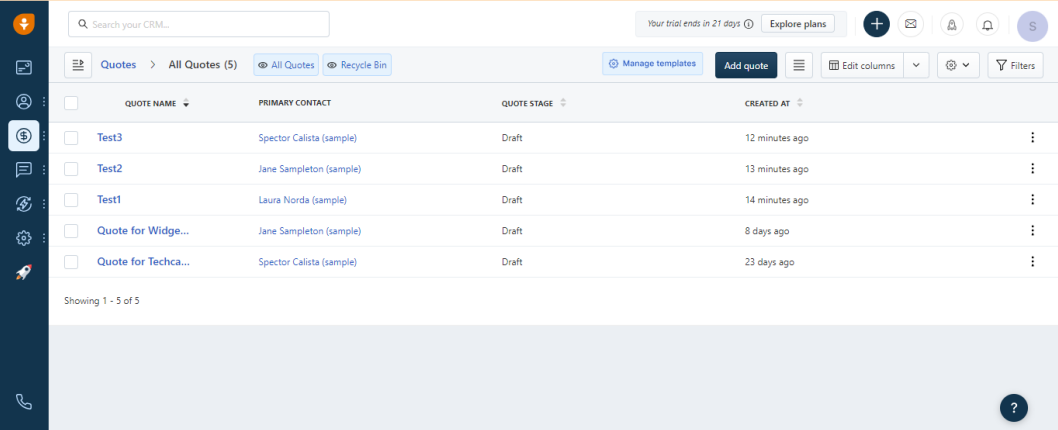 Search your CRM...
Your trial ends in 21 days
Explore plans
S
Quotes > All Quotes (5)
All Quotes
Recycle Bin
Manage templates
Add quote
Edit columns
Filters
QUOTE NAME PRIMARY CONTACT QUOTE STAGE CREATED AT
Test3 Spector Calista (sample) Draft 12 minutes ago
Test2 Jane Sampleton (sample) Draft 13 minutes ago
Test1 Laura Norda (sample) Draft 14 minutes ago
Quote for Widge... Jane Sampleton (sample) Draft 8 days ago
Quote for Techca... Spector Calista (sample) Draft 23 days ago
Showing 1 - 5 of 5
?